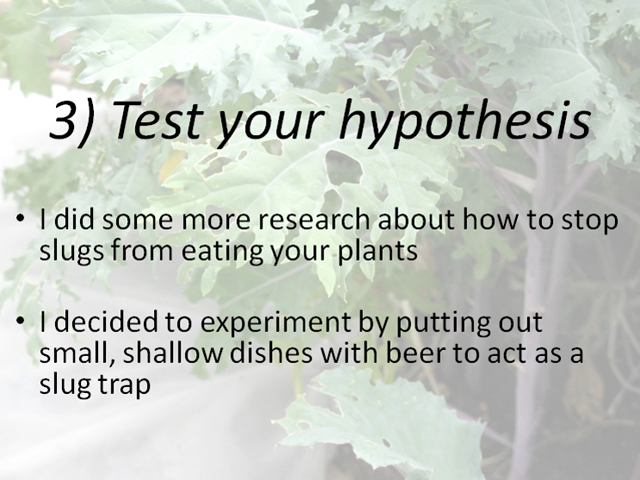 3) Test your hypothesis
• I did some more research about how to stop
slugs from eating your plants
• I decided to experiment by putting out
small, shallow dishes with beer to act as a
slug trap